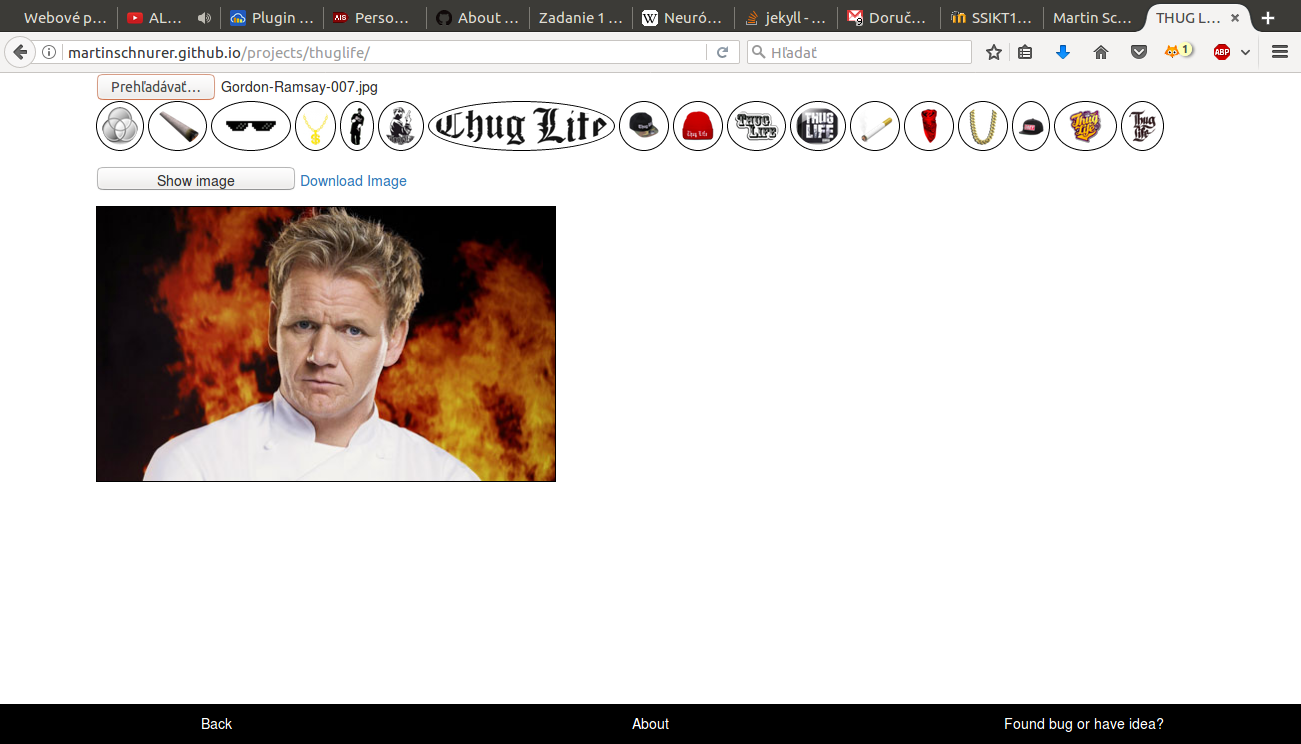 Webové p...
AL...
Plugin ...
Perso...
About ...
Zadanie 1 ...
Neuró...
jekyll - ...
Doruč...
SSIKT1...
Martin Sc...
THUG L...
martinschnurer.github.io/projects/thuglife/
Hľadať
1
ABP
Prehľadávať...
Gordon-Ramsay-007.jpg
Thug Life
Thug Life
THUG LIFE
THUG LIFE
Thug Life
Thug Life
Show image
Download Image
Back
About
Found bug or have idea?